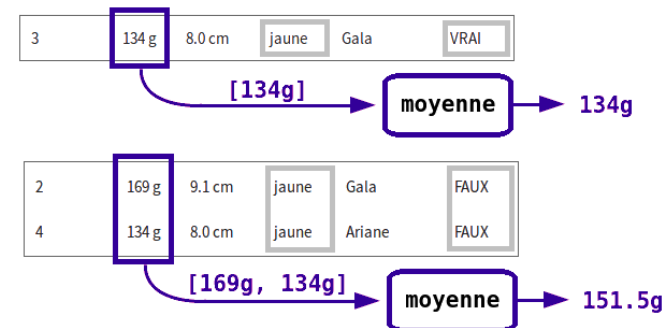 3 134 g 8.0 cm jaune Gala VRAI
[134g]
moyenne 134g
2 169 g 9.1 cm jaune Gala FAUX
4 134 g 8.0 cm jaune Ariane FAUX
[169g, 134g]
moyenne 151.5g